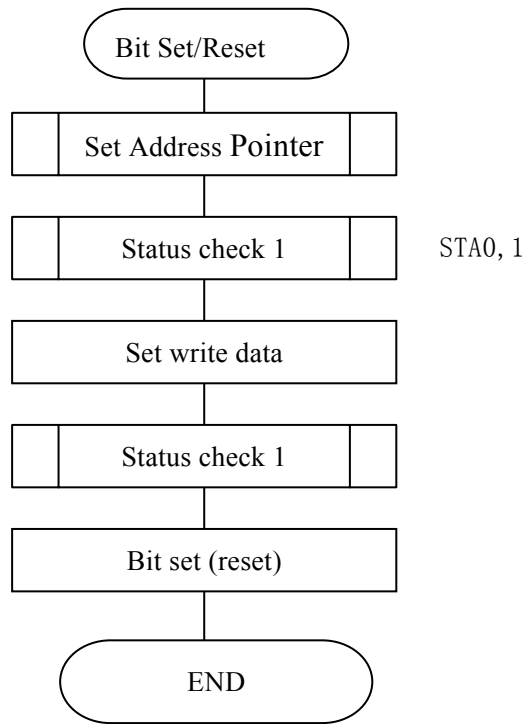 Bit Set/Reset
Set Address Pointer
Status check 1
STA0, 1
Set write data
Status check 1
Bit set (reset)
END